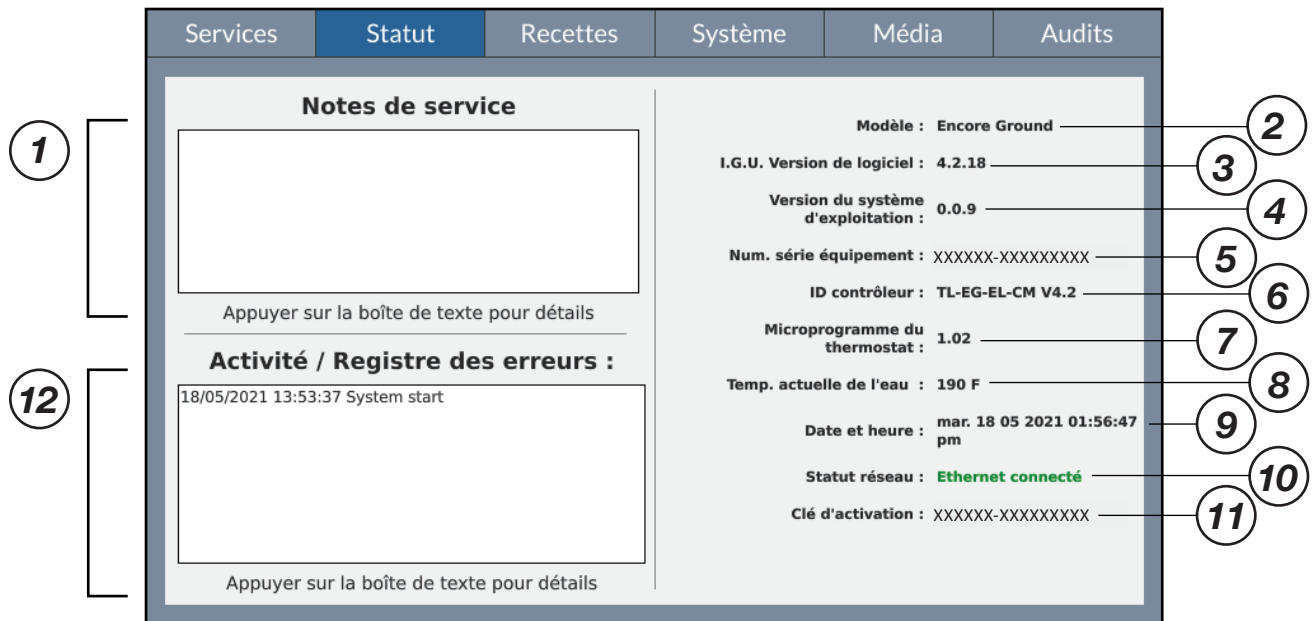 Services Statut Recettes Système Média Audits
Notes de service
1
Appuyer sur la boîte de texte pour détails
Activité / Registre des erreurs :
12
18/05/2021 13:53:37 System start
Appuyer sur la boîte de texte pour détails
Modèle : Encore Ground
2
I.G.U. Version de logiciel : 4.2.18
3
Version du système
d'exploitation : 0.0.9
4
Num. série équipement : XXXXXX-XXXXXXXXX
5
ID contrôleur : TL-EG-EL-CM V4.2
6
Microprogramme du
thermostat : 1.02
7
Temp. actuelle de l'eau : 190 F
8
Date et heure : mar. 18 05 2021 01:56:47
pm
9
Statut réseau : Ethernet connecté
10
Clé d'activation : XXXXXX-XXXXXXXXX
11